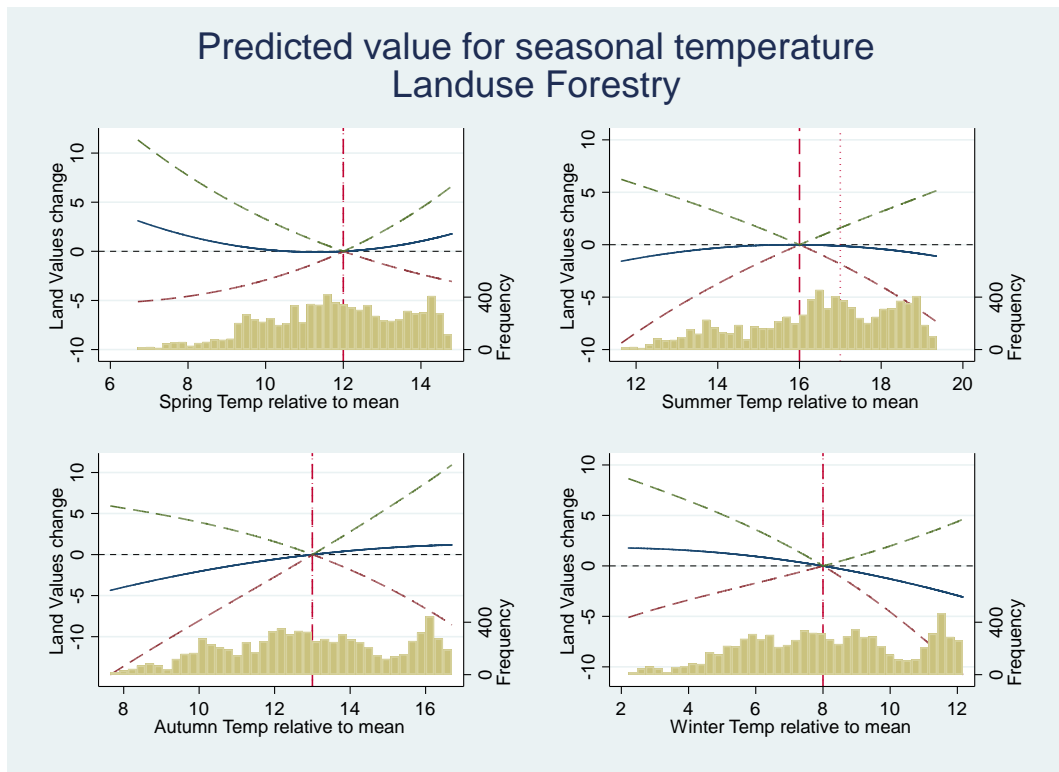 Predicted value for seasonal temperature
Landuse Forestry
Land Values change
10
5
0
-5
-10
400
0
Frequency
6 8 10 12 14
Spring Temp relative to mean
Land Values change
10
5
0
-5
-10
400
0
Frequency
12 14 16 18 20
Summer Temp relative to mean
Land Values change
10
5
0
-5
-10
400
0
Frequency
8 10 12 14 16
Autumn Temp relative to mean
Land Values change
10
5
0
-5
-10
400
0
Frequency
2 4 6 8 10 12
Winter Temp relative to mean